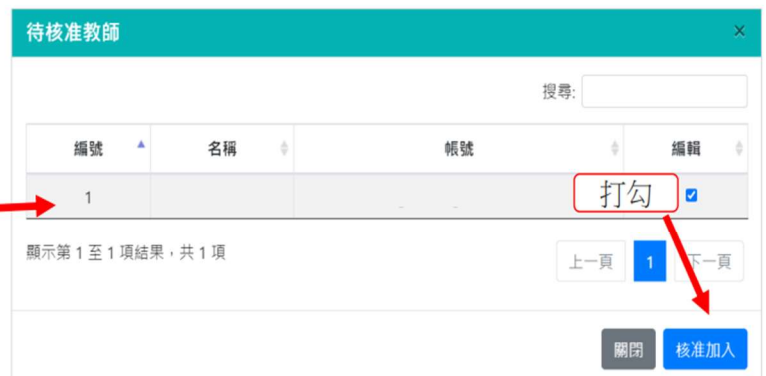 待核准教師 ×
搜尋:
編號 名稱 帳號 編輯
1 打勾
顯示第 1 至 1 項結果，共 1 項
上一頁 1 下一頁
關閉 核准加入